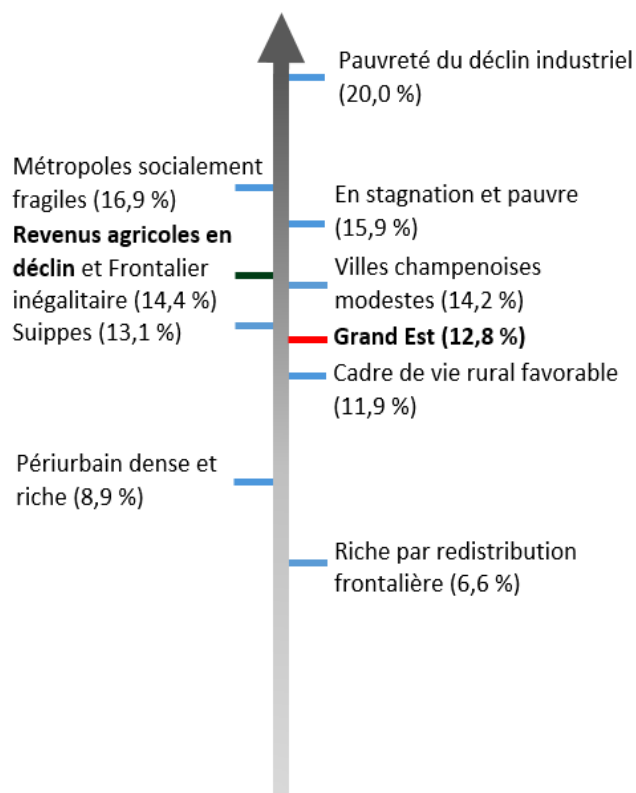 Pauvreté du déclin industriel
(20,0 %)
Métropoles socialement
fragiles (16,9 %)
En stagnation et pauvre
(15,9 %)
Revenus agricoles en
déclin et Frontalier
inégalitaire (14,4 %)
Villes champenoises
modestes (14,2 %)
Suippes (13,1 %)
Grand Est (12,8 %)
Cadre de vie rural favorable
(11,9 %)
Périurbain dense et
riche (8,9 %)
Riche par redistribution
frontalière (6,6 %)